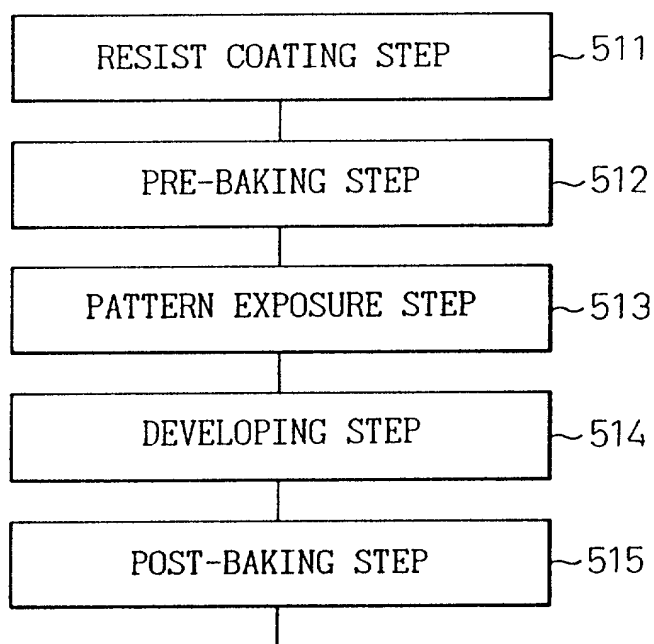 RESIST COATING STEP 511
PRE-BAKING STEP 512
PATTERN EXPOSURE STEP 513
DEVELOPING STEP 514
POST-BAKING STEP 515